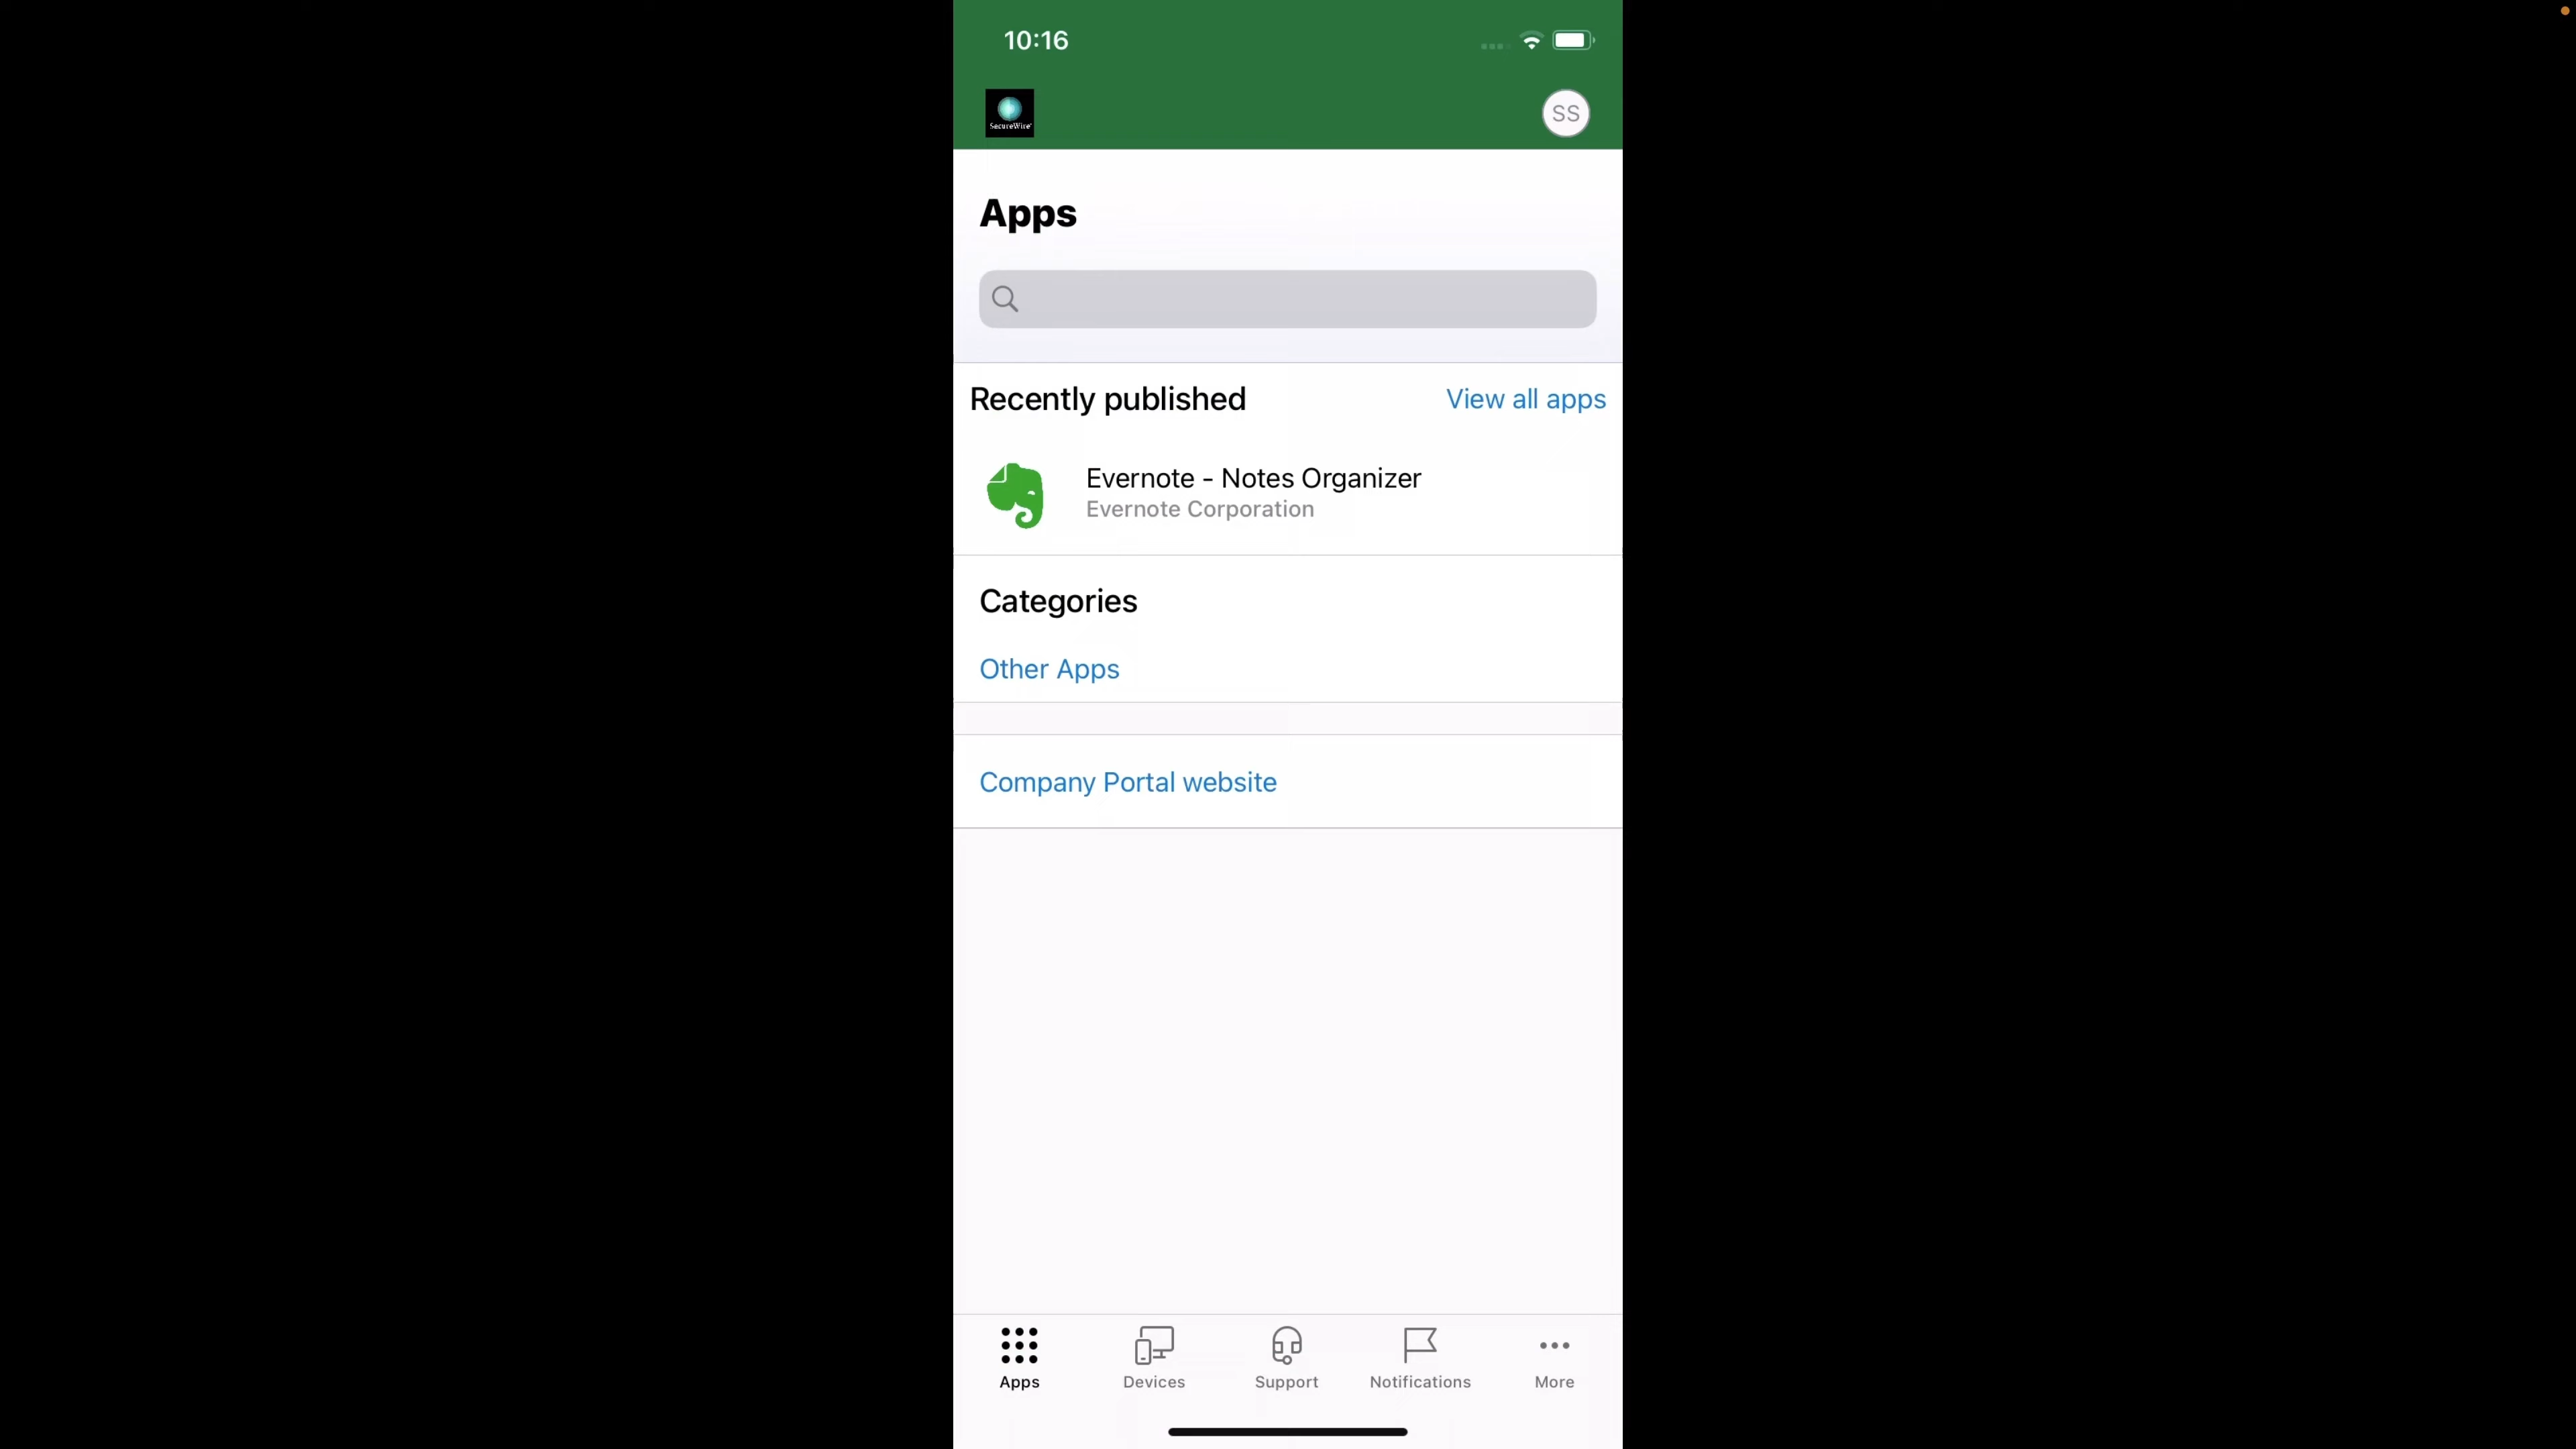 10:16
SecureWire
SS
Apps
Recently published
View all apps
Evernote - Notes Organizer
Evernote Corporation
Categories
Other Apps
Company Portal website
Apps
Devices
Support
Notifications
More